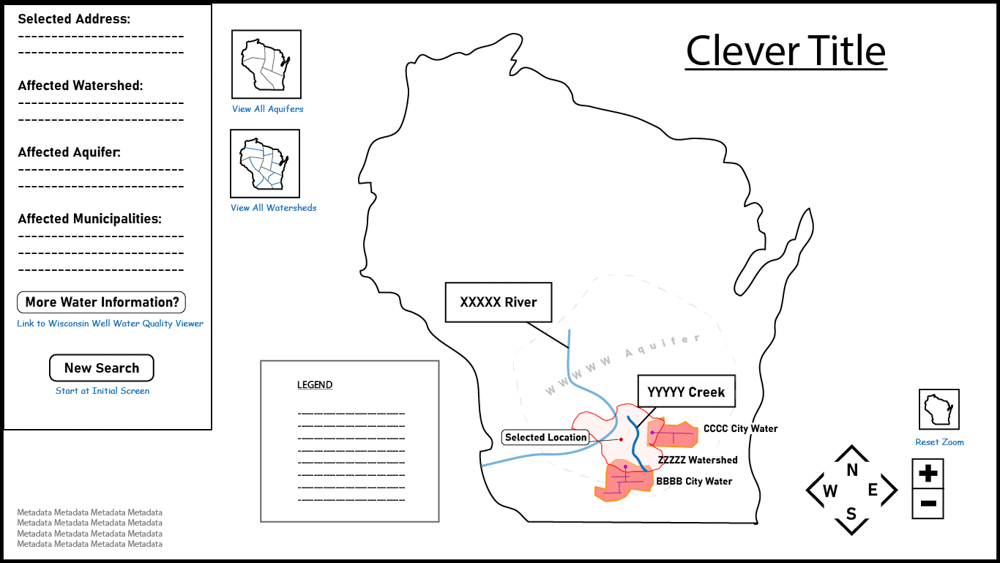 Selected Address:
Affected Watershed:
Affected Aquifer:
Affected Municipalities:
More Water Information?
Link to Wisconsin Well Water Quality Viewer
New Search
Start at Initial Screen
Metadata Metadata Metadata Metadata
Metadata Metadata Metadata Metadata
Metadata Metadata Metadata Metadata
Metadata Metadata Metadata Metadata
View All Aquifers
View All Watersheds
LEGEND
Clever Title
XXXXX River
WWWWW Aquifer
YYYYY Creek
CCCC City Water
Selected Location
ZZZZZ Watershed
BBBB City Water
Reset Zoom
N
W E
S
+
−